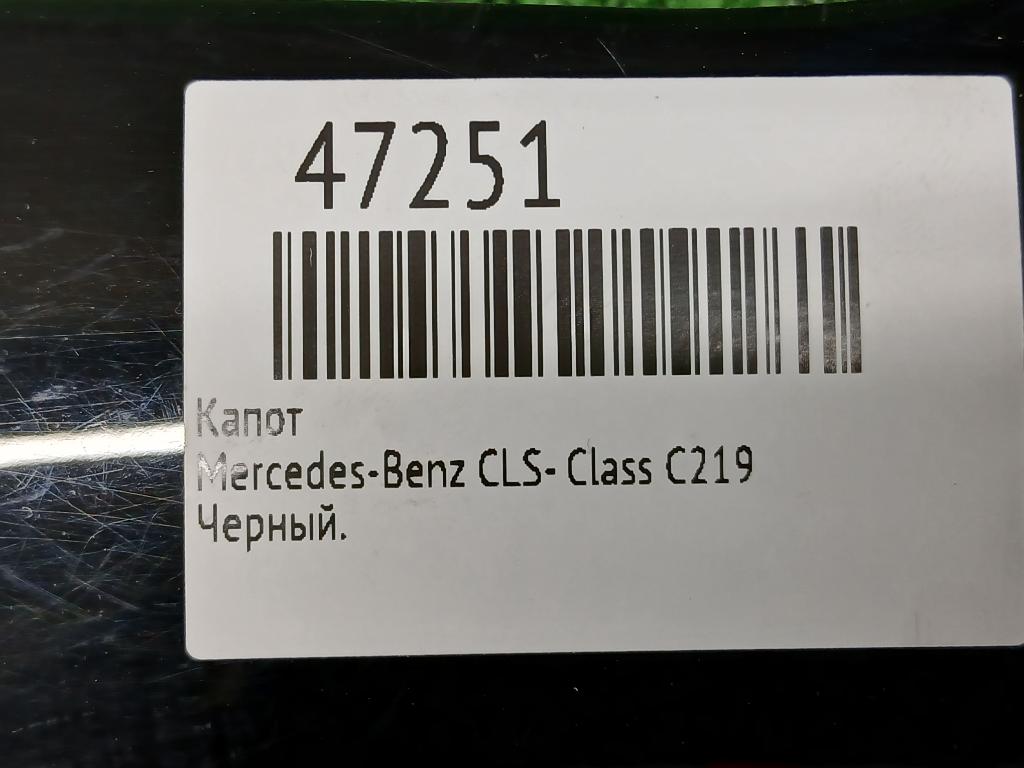 47251
Капот
Mercedes-Benz CLS- Class C219
Черный.